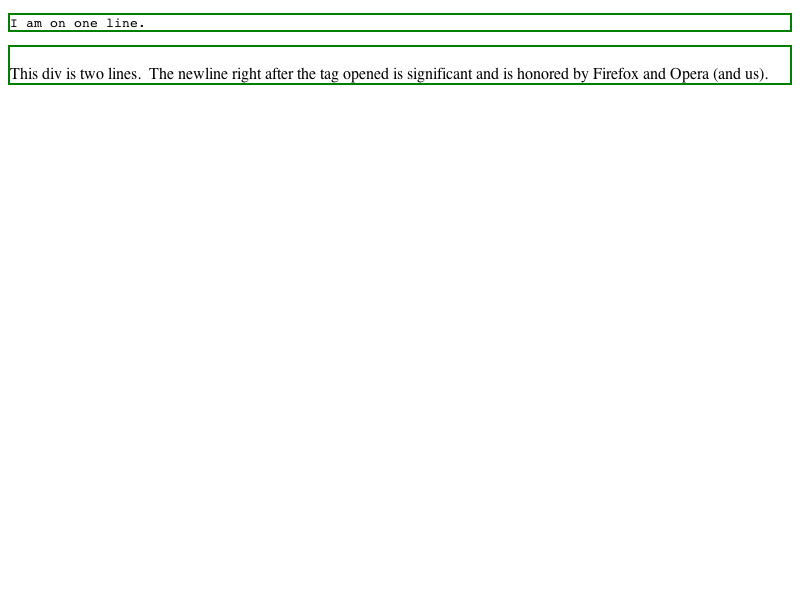 I am on one line.
This div is two lines.  The newline right after the tag opened is significant and is honored by Firefox and Opera (and us).